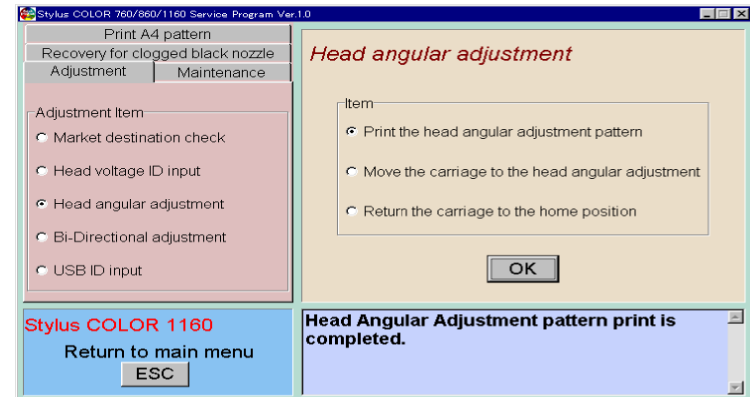 Stylus COLOR 760/860/1160 Service Program Ver.1.0
Print A4 pattern
Recovery for clogged black nozzle
Adjustment
Maintenance
Adjustment Item
Market destination check
Head voltage ID input
Head angular adjustment
Bi-Directional adjustment
USB ID input
Head angular adjustment
Item
Print the head angular adjustment pattern
Move the carriage to the head angular adjustment
Return the carriage to the home position
OK
Stylus COLOR 1160
Return to main menu
ESC
Head Angular Adjustment pattern print is
completed.